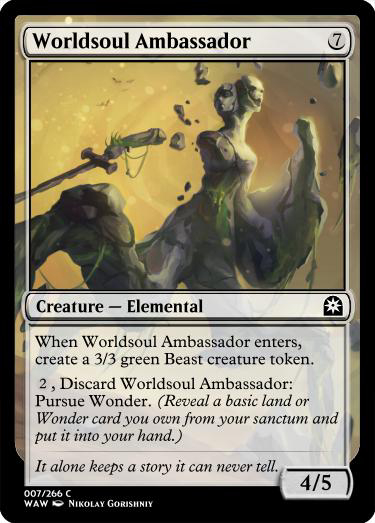 Worldsoul Ambassador 7
Creature — Elemental
When Worldsoul Ambassador enters,
create a 3/3 green Beast creature token.
2 , Discard Worldsoul Ambassador:
Pursue Wonder. (Reveal a basic land or
Wonder card you own from your sanctum and
put it into your hand.)
It alone keeps a story it can never tell.
4/5
007/266 C
WAW NIKOLAY GORISHNIY